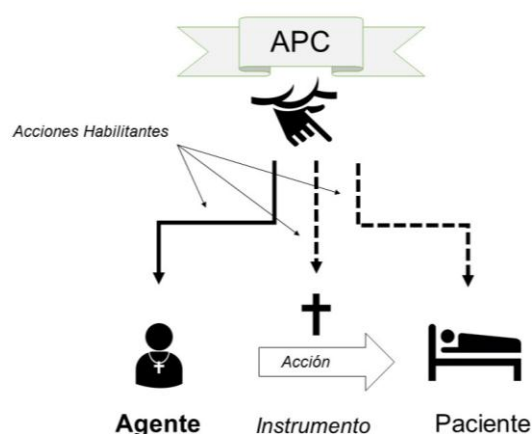 APC
Acciones Habilitantes
Acción
Agente
Instrumento
Paciente